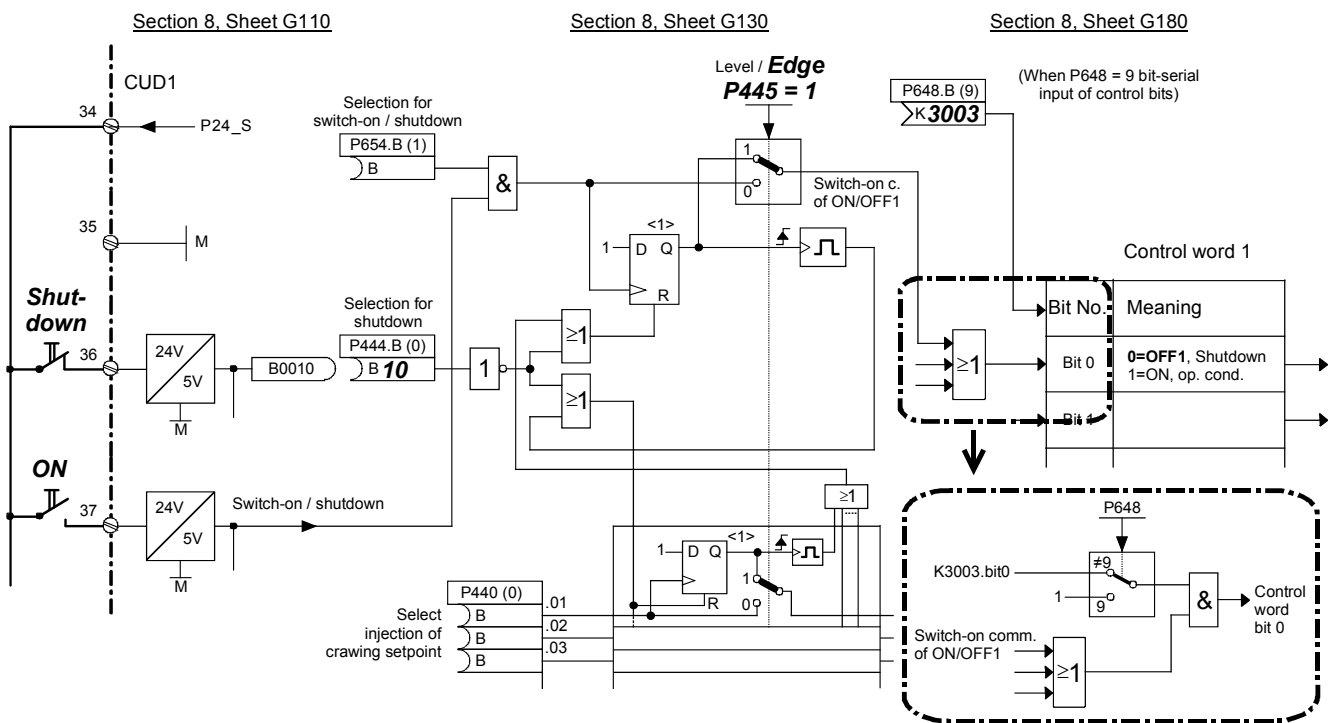 Section 8, Sheet G110
Section 8, Sheet G130
Section 8, Sheet G180
CUD1
34
P24_S
35
M
Shut-
down
36
24V
5V
M
B0010
ON
37
24V
5V
M
Switch-on / shutdown
Selection for
switch-on / shutdown
P654.B (1)
B
&
Selection for
shutdown
P444.B (0)
B 10
1
≥1
≥1
Level / Edge
P445 = 1
1
0
Switch-on c.
of ON/OFF1
<1>
1
D Q
R
≥1
<1>
1
D Q
R
1
0
P440 (0)
B
B
B
.01
.02
.03
Select
injection of
crawing setpoint
P648.B (9)
K 3003
(When P648 = 9 bit-serial
input of control bits)
Control word 1
Bit No. Meaning
≥1
Bit 0
0=OFF1, Shutdown
1=ON, op. cond.
Bit 1
P648
K3003.bit0
≠9
1
9
&
Control
word
bit 0
Switch-on comm.
of ON/OFF1
≥1